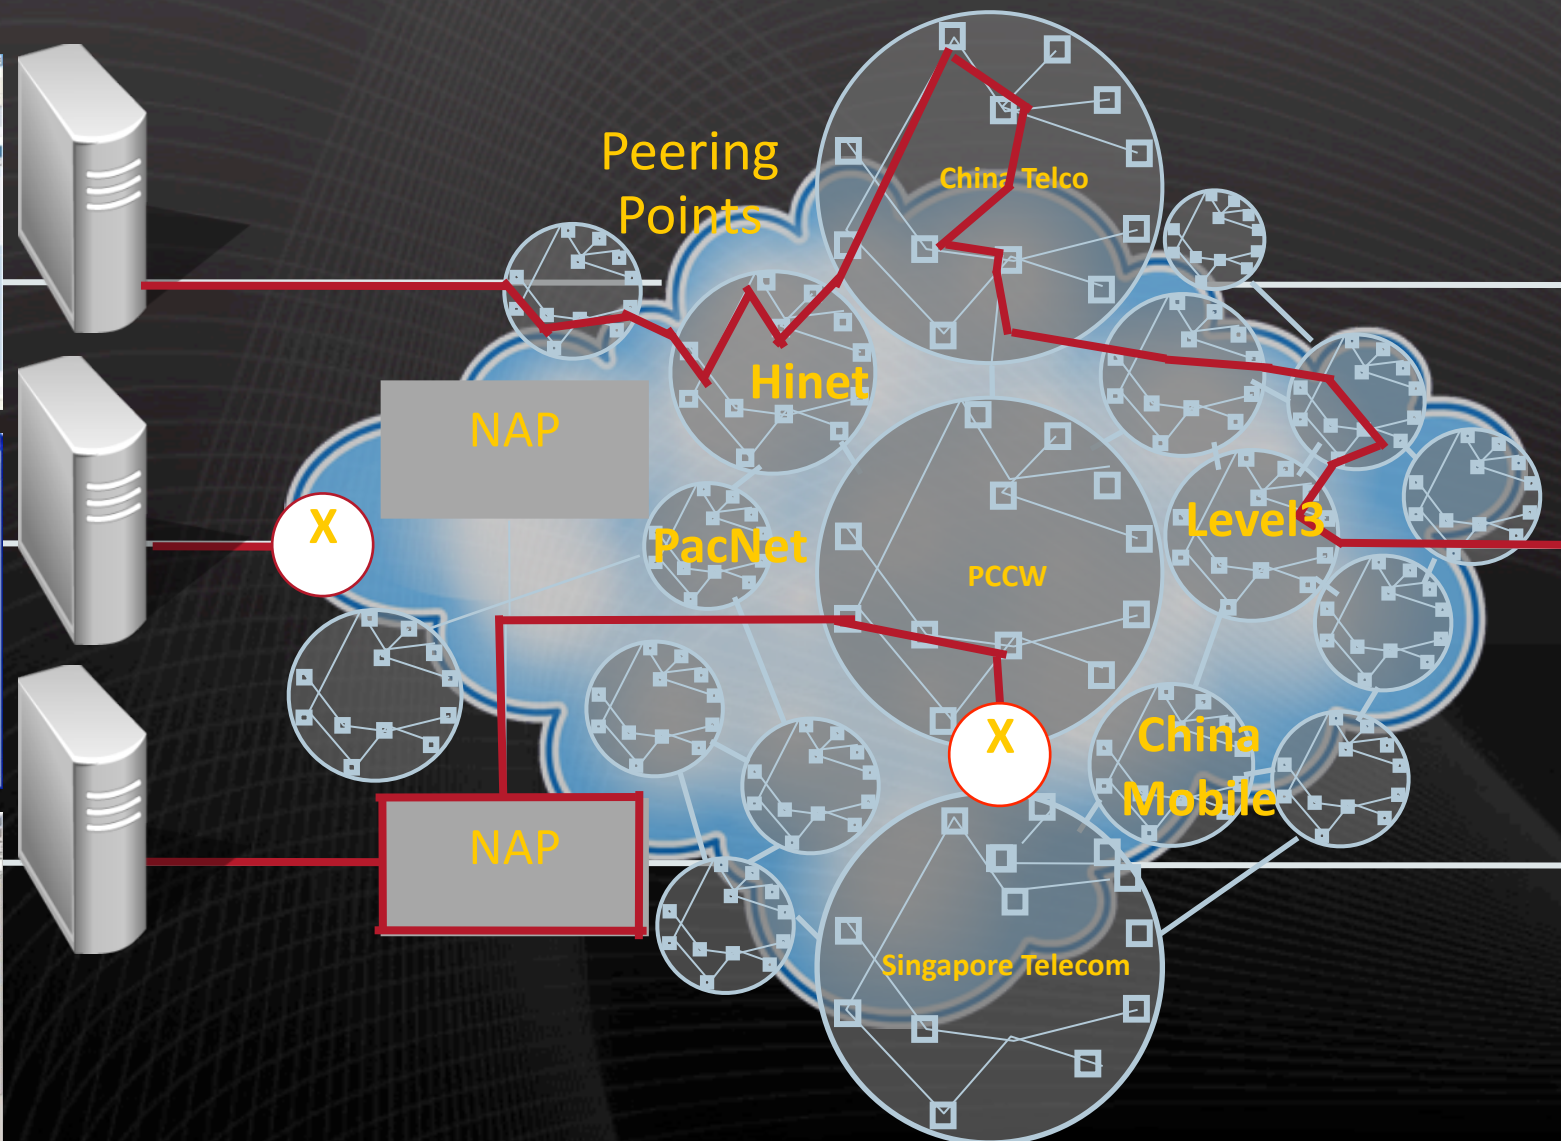 Peering
Points
China Telco
Hinet
NAP
X
PacNet
Level3
PCCW
X
China
Mobile
NAP
Singapore Telecom